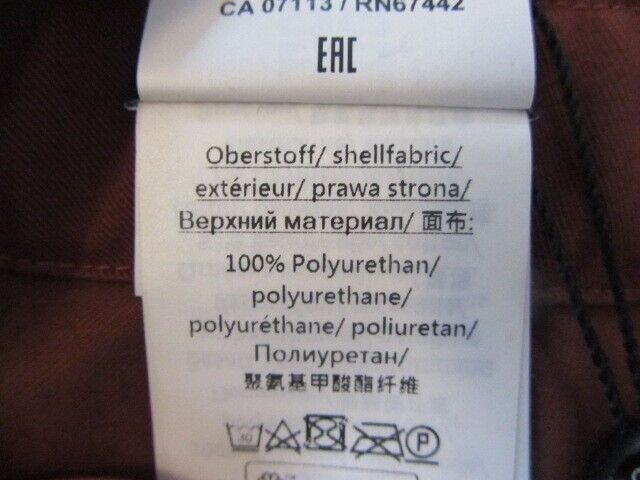 CA 07113 / RN67442
EAC
Oberstoff/ shellfabric/
extérieur/ prawa strona/
Верхний материал/ 面布:
100% Polyurethan/
polyurethane/
polyuréthane/ poliuretan/
Полиуретан/
聚氨基甲酸酯纤维
P